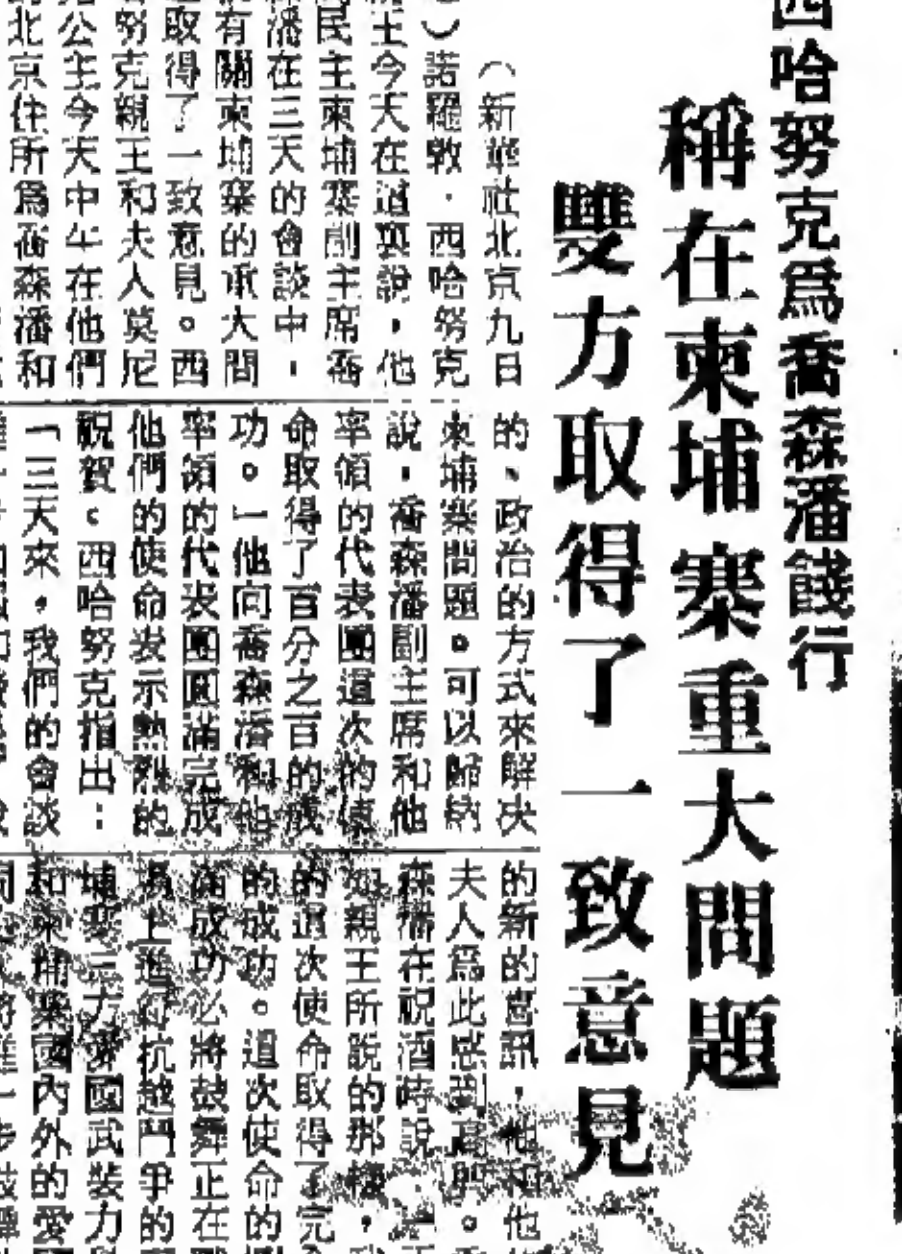 西哈努克爲喬森潘餞行
稱在柬埔寨重大問題
雙方取得了一致意見
(新華社北京九日
)諾羅敦·西哈努克
王今天在這裏說,他
民主柬埔寨副主席喬
潘在三天的會談中,
有關柬埔寨的重大問
取得了一致意見。西
努克親王和夫人莫尼
公主今天中午在他們
北京住所爲喬森潘和
的、政治的方式來解決
柬埔寨問題。可以歸納
說,喬森潘副主席和他
率領的代表團這次的使
命取得了百分之百的成
功。」他向喬森潘和他
率領的代表團圓滿完成
他們的使命表示熱烈的
祝賀。西哈努克指出:
「三天來,我們的會談
的新的喜訊,他和他
夫人爲此感到高興。
森潘在祝酒時說,
如親王所說的那樣,
的這次使命取得了完
的成功。這次使命的
滿成功必將鼓舞正在
場上進行抗越鬥爭的
埔寨三方愛國武裝力
和柬埔寨國內外的愛